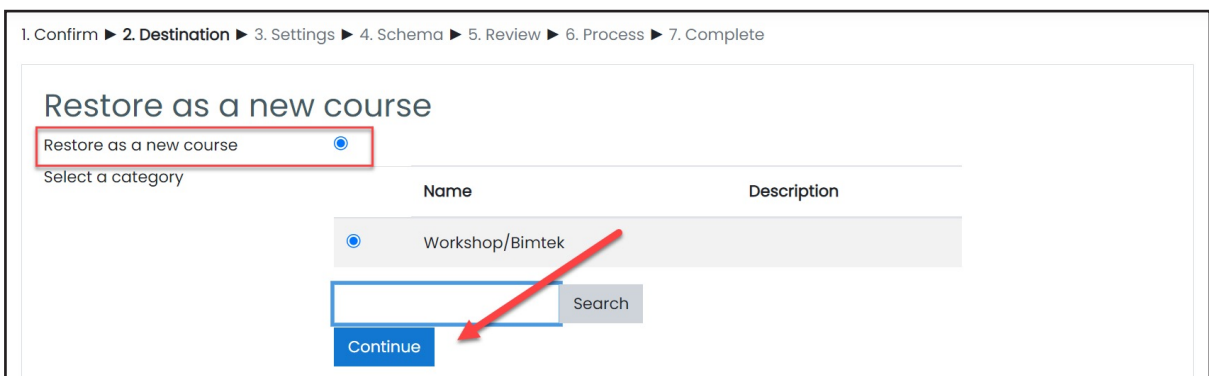 1. Confirm ► 2. Destination ► 3. Settings ► 4. Schema ► 5. Review ► 6. Process ► 7. Complete
Restore as a new course
Restore as a new course
Select a category
Name Description
Workshop/Bimtek
Search
Continue